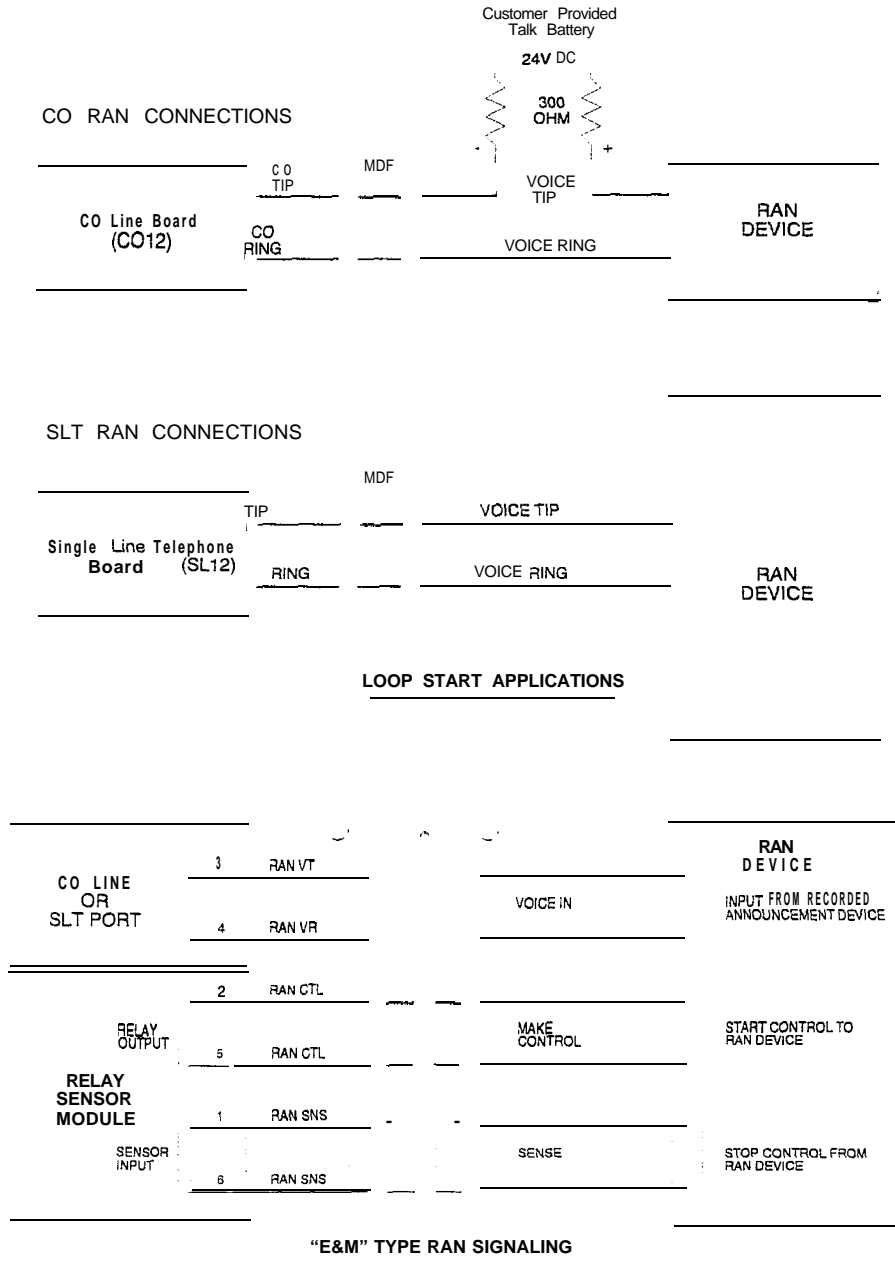 Customer Provided
Talk Battery
24V DC
300
OHM
- +
CO RAN CONNECTIONS
CO
TIP
MDF
VOICE
TIP
CO Line Board
(CO12)
CO
RING
VOICE RING
RAN
DEVICE
SLT RAN CONNECTIONS
MDF
TIP
VOICE TIP
Single Line Telephone
Board (SL12)
RING
VOICE RING
RAN
DEVICE
LOOP START APPLICATIONS
CO LINE
OR
SLT PORT
3 RAN VT
4 RAN VR
VOICE IN
RAN
DEVICE
INPUT FROM RECORDED
ANNOUNCEMENT DEVICE
2 RAN CTL
RELAY
OUTPUT
5 RAN CTL
MAKE
CONTROL
START CONTROL TO
RAN DEVICE
RELAY
SENSOR
MODULE
1 RAN SNS
SENSOR
INPUT
6 RAN SNS
SENSE
STOP CONTROL FROM
RAN DEVICE
“E&M” TYPE RAN SIGNALING